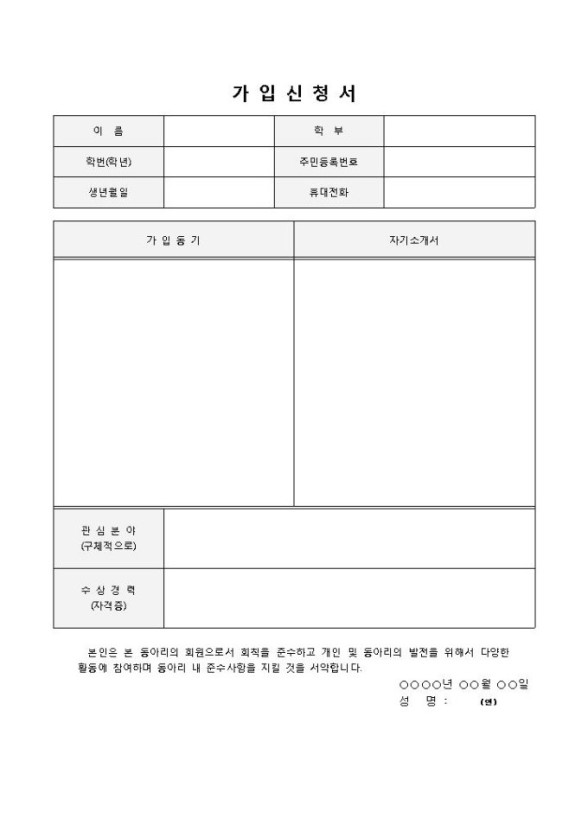 가 입 신 청 서
이 름
학 부
학번(학년)
주민등록번호
생년월일
휴대전화
가 입 동 기
자기소개서
관 심 분 야
(구체적으로)
수 상 경 력
(자격증)
본인은 본 동아리의 회원으로서 회칙을 준수하고 개인 및 동아리의 발전을 위해서 다양한
활동에 참여하며 동아리 내 준수사항을 지킬 것을 서약합니다.
○○○○년 ○○월 ○○일
성 명 : (인)